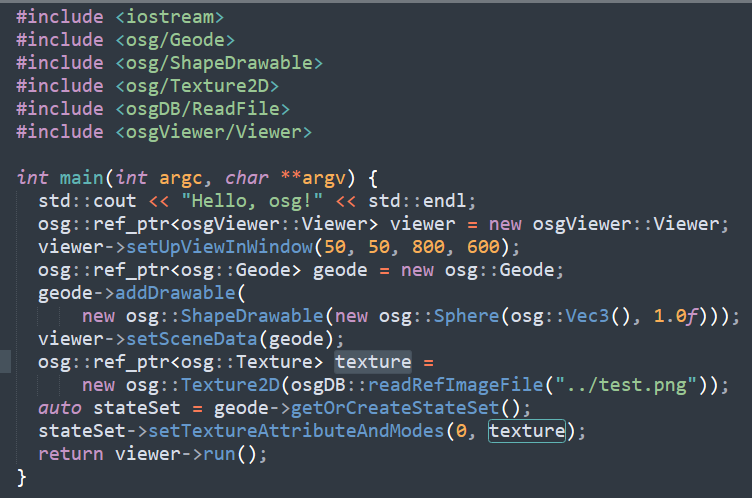 #include <iostream>
#include <osg/Geode>
#include <osg/ShapeDrawable>
#include <osg/Texture2D>
#include <osgDB/ReadFile>
#include <osgViewer/Viewer>

int main(int argc, char **argv) {
  std::cout << "Hello, osg!" << std::endl;
  osg::ref_ptr<osgViewer::Viewer> viewer = new osgViewer::Viewer;
  viewer->setUpViewInWindow(50, 50, 800, 600);
  osg::ref_ptr<osg::Geode> geode = new osg::Geode;
  geode->addDrawable(
      new osg::ShapeDrawable(new osg::Sphere(osg::Vec3(), 1.0f)));
  viewer->setSceneData(geode);
  osg::ref_ptr<osg::Texture> texture =
      new osg::Texture2D(osgDB::readRefImageFile("../test.png"));
  auto stateSet = geode->getOrCreateStateSet();
  stateSet->setTextureAttributeAndModes(0, texture);
  return viewer->run();
}